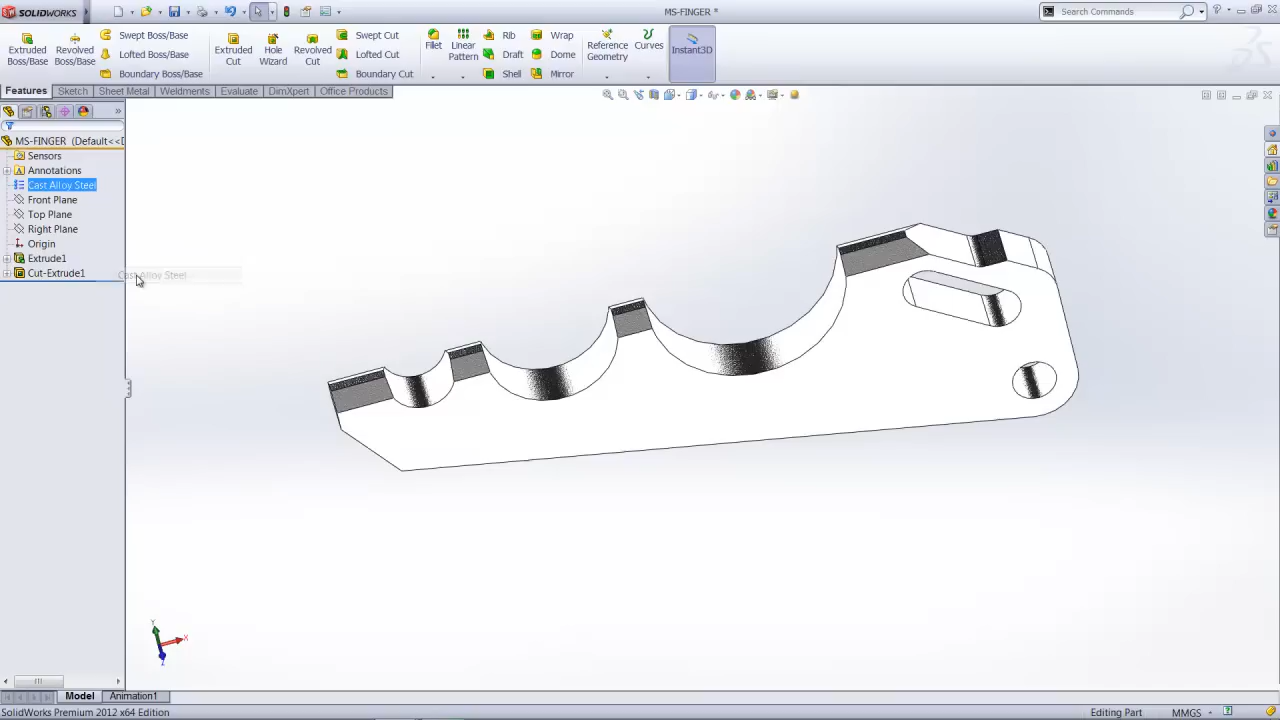 SOLIDWORKS
MS-FINGER *
Search Commands
Extruded Boss/Base
Revolved Boss/Base
Swept Boss/Base
Lofted Boss/Base
Boundary Boss/Base
Extruded Cut
Hole Wizard
Revolved Cut
Swept Cut
Lofted Cut
Boundary Cut
Fillet
Linear Pattern
Rib
Draft
Shell
Wrap
Dome
Mirror
Reference Geometry
Curves
Instant3D
Features
Sketch
Sheet Metal
Weldments
Evaluate
DimXpert
Office Products
MS-FINGER (Default<<D
Sensors
Annotations
Cast Alloy Steel
Front Plane
Top Plane
Right Plane
Origin
Extrude1
Cut-Extrude1
Cast Alloy Steel
Y
X
Z
Model
Animation1
SolidWorks Premium 2012 x64 Edition
Editing Part
MMGS